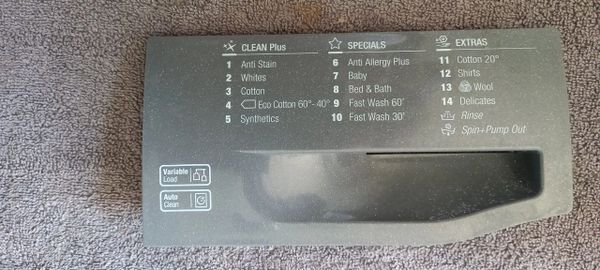 CLEAN Plus
1 Anti Stain
2 Whites
3 Cotton
4 Eco Cotton 60°-40°
5 Synthetics
SPECIALS
6 Anti Allergy Plus
7 Baby
8 Bed & Bath
9 Fast Wash 60'
10 Fast Wash 30'
EXTRAS
11 Cotton 20°
12 Shirts
13 Wool
14 Delicates
Rinse
Spin+Pump Out
Variable
Load
Auto
Clean